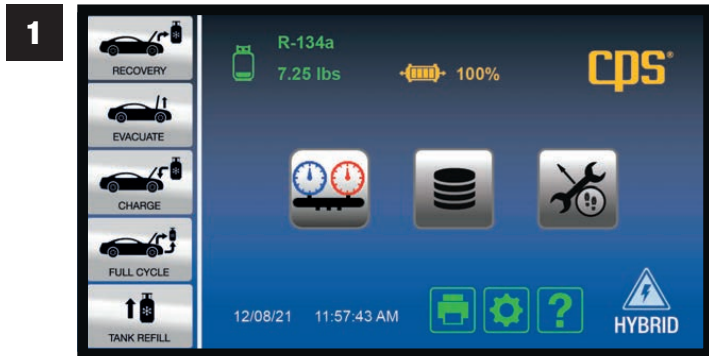 1
RECOVERY
EVACUATE
CHARGE
FULL CYCLE
TANK REFILL
R-134a
7.25 lbs
100%
cps®
12/08/21 11:57:43 AM
?
HYBRID